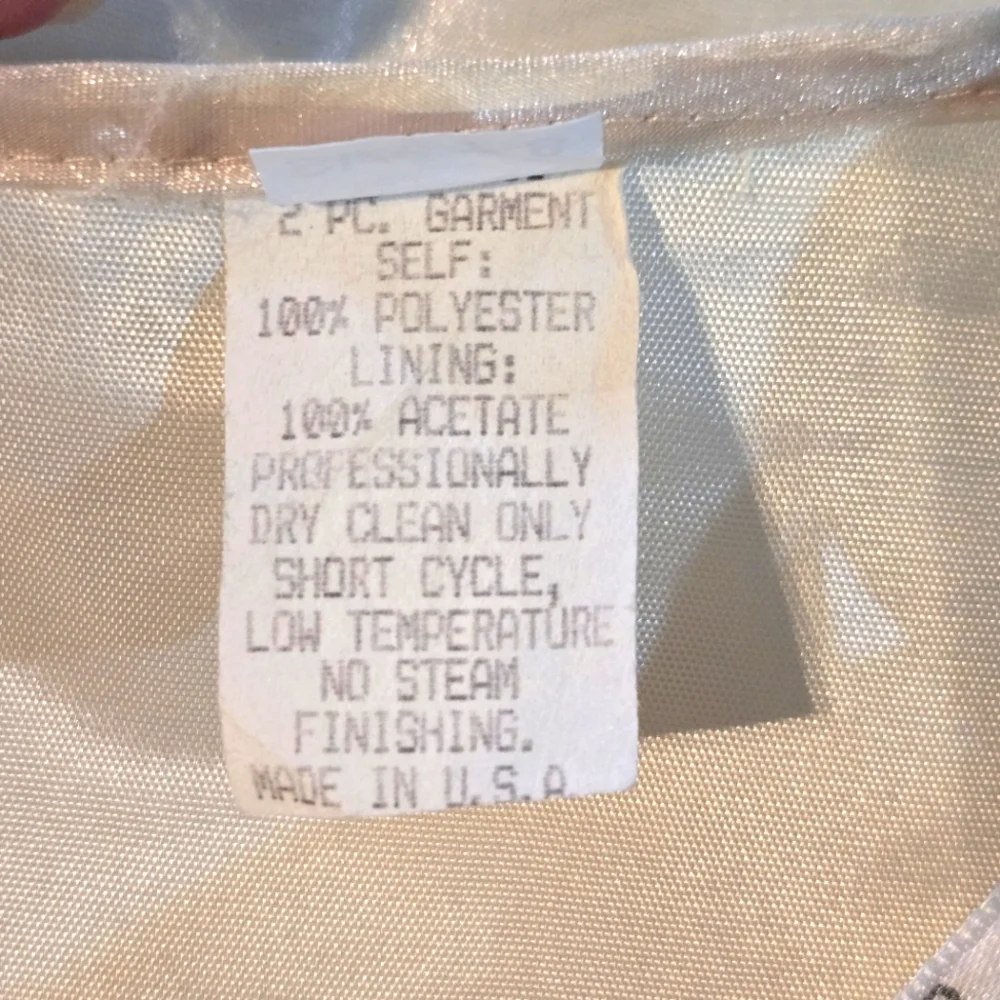 2 PC. GARMENT
SELF:
100% POLYESTER
LINING:
100% ACETATE
PROFESSIONALLY
DRY CLEAN ONLY
SHORT CYCLE,
LOW TEMPERATURE
NO STEAM
FINISHING.
MADE IN U.S.A